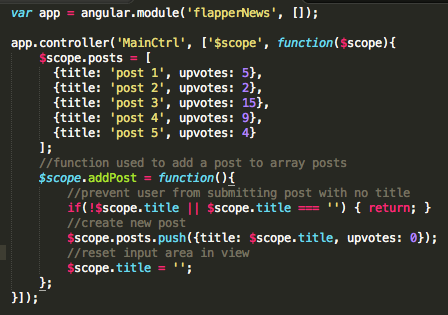 var app = angular.module('flapperNews', []);
app.controller('MainCtrl', ['$scope', function($scope){
$scope.posts = [
{title: 'post 1', upvotes: 5},
{title: 'post 2', upvotes: 2},
{title: 'post 3', upvotes: 15},
{title: 'post 4', upvotes: 9},
{title: 'post 5', upvotes: 4}
];
//function used to add a post to array posts
$scope.addPost = function(){
//prevent user from submitting post with no title
if(!$scope.title || $scope.title === '') { return; }
//create new post
$scope.posts.push({title: $scope.title, upvotes: 0});
//reset input area in view
$scope.title = '';
};
}]);